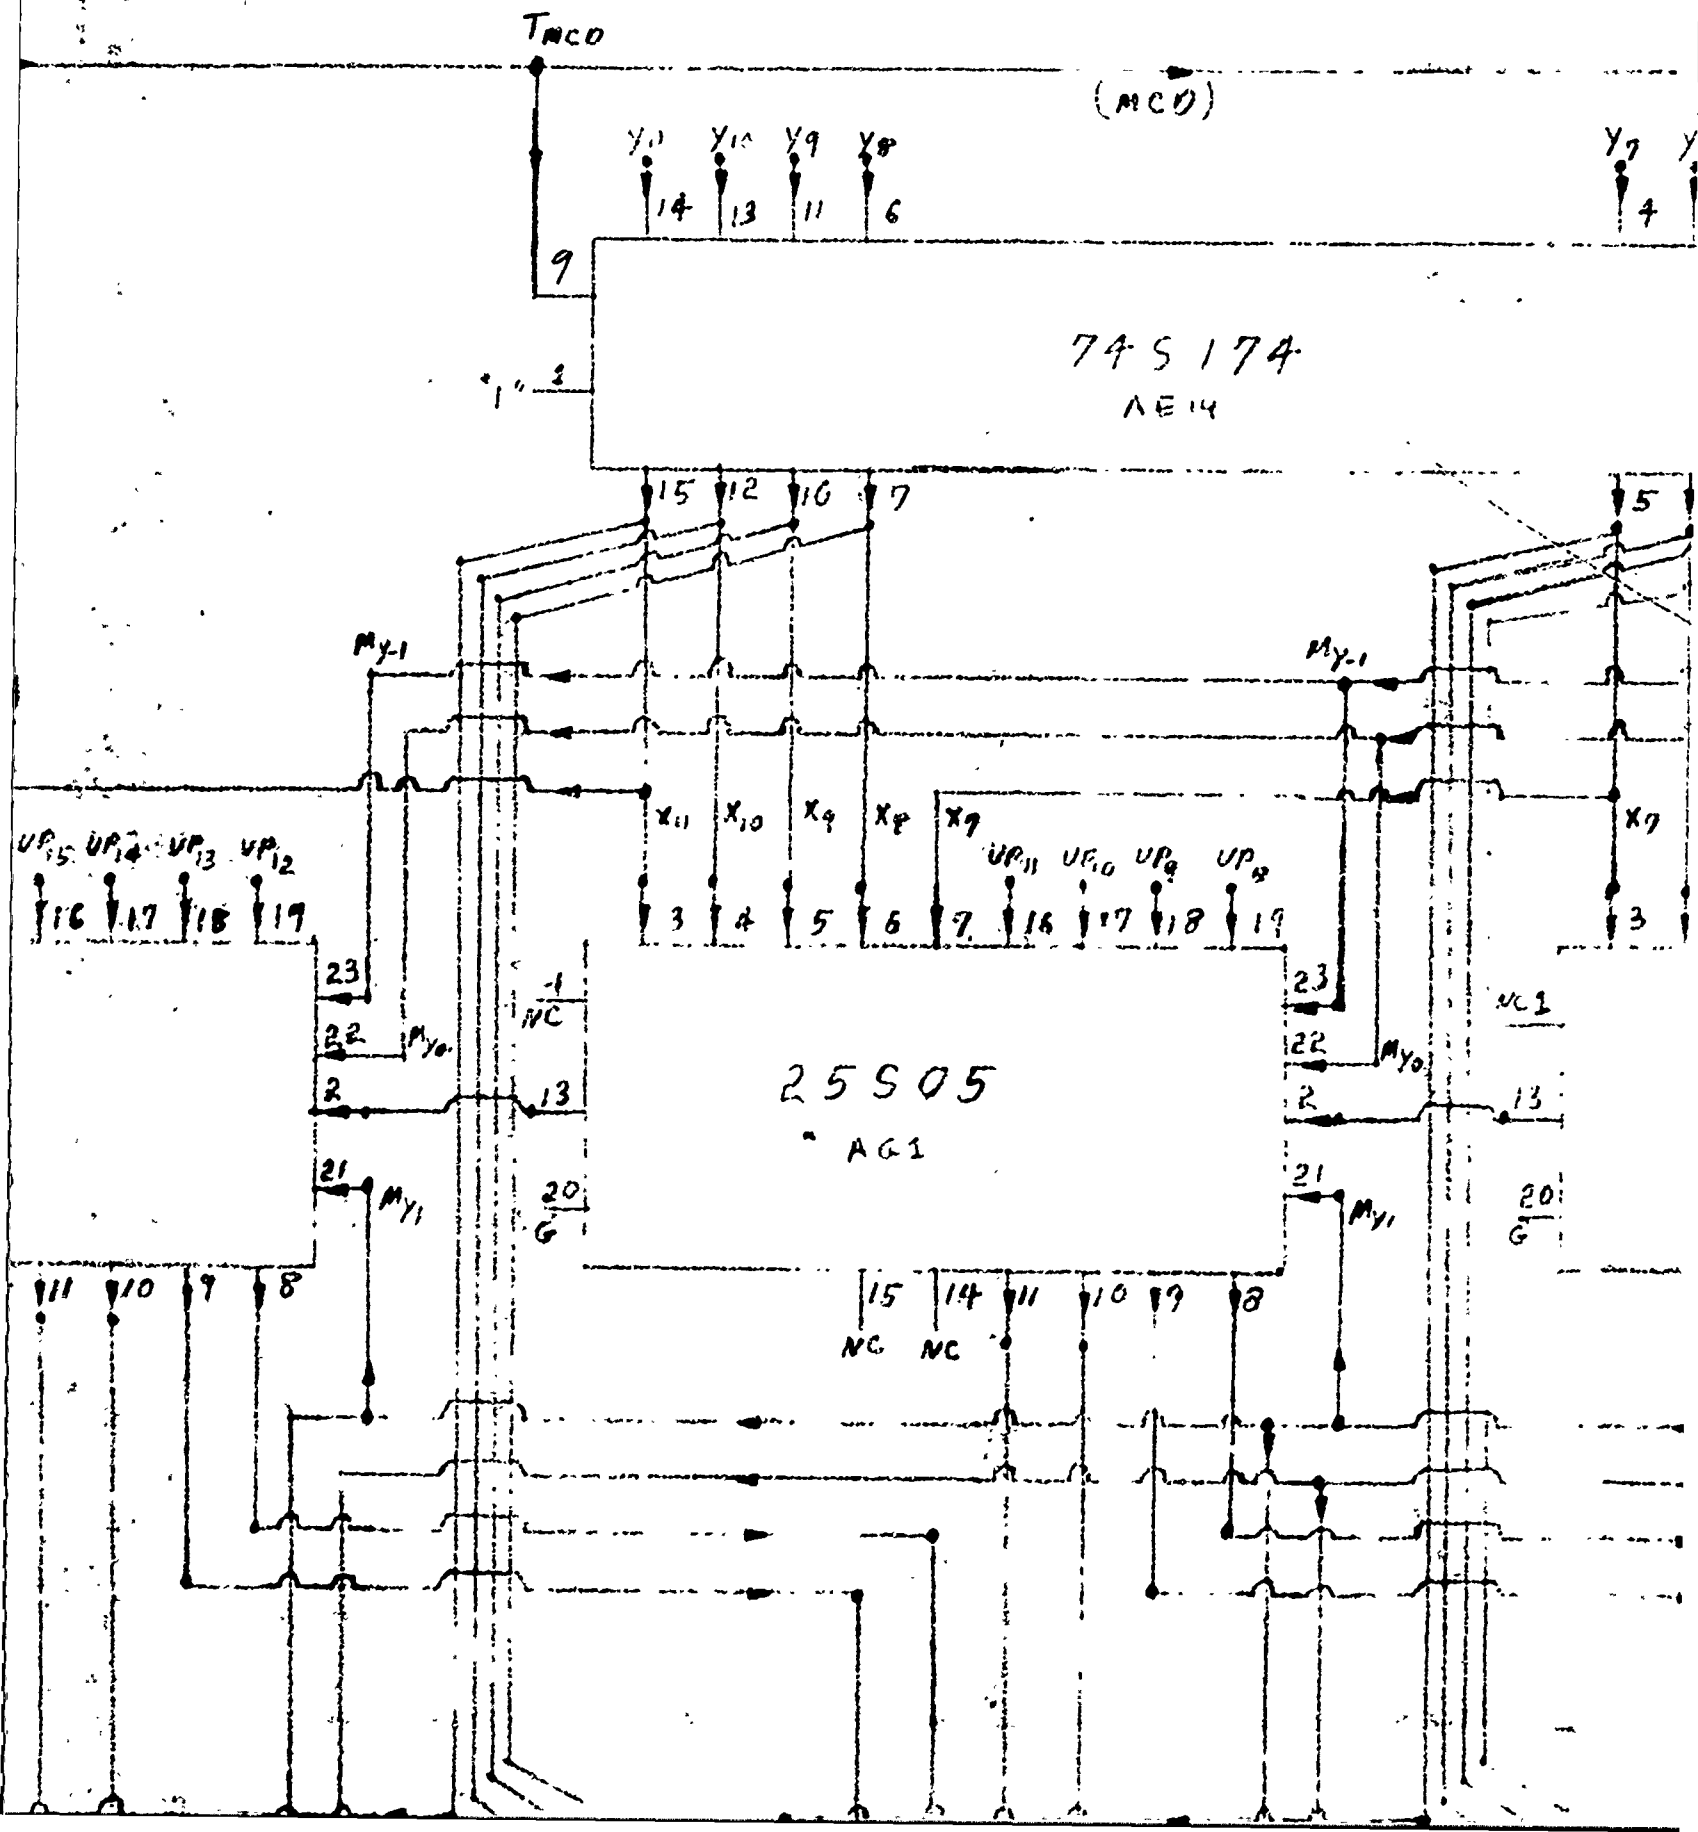 TMCD
(MCD)
Y11 Y10 Y9 Y8 Y7 Y
14 13 11 6 4
9
"1" 1
74S174
AE14
15 12 10 7 5
My-1 My-1
X11 X10 X9 X8 X7 X7
UP15 UP14 UP13 UP12 UP11 UP10 UP9 UP8
16 17 18 19 3 4 5 6 7 16 17 18 19 3
23 1 23
NC NC1
22 My0 22 My0
25S05
2 13 2 13
AG1
21 My1 20 21 My1 20
G G
11 10 9 8 15 14 11 10 9 8
NC NC